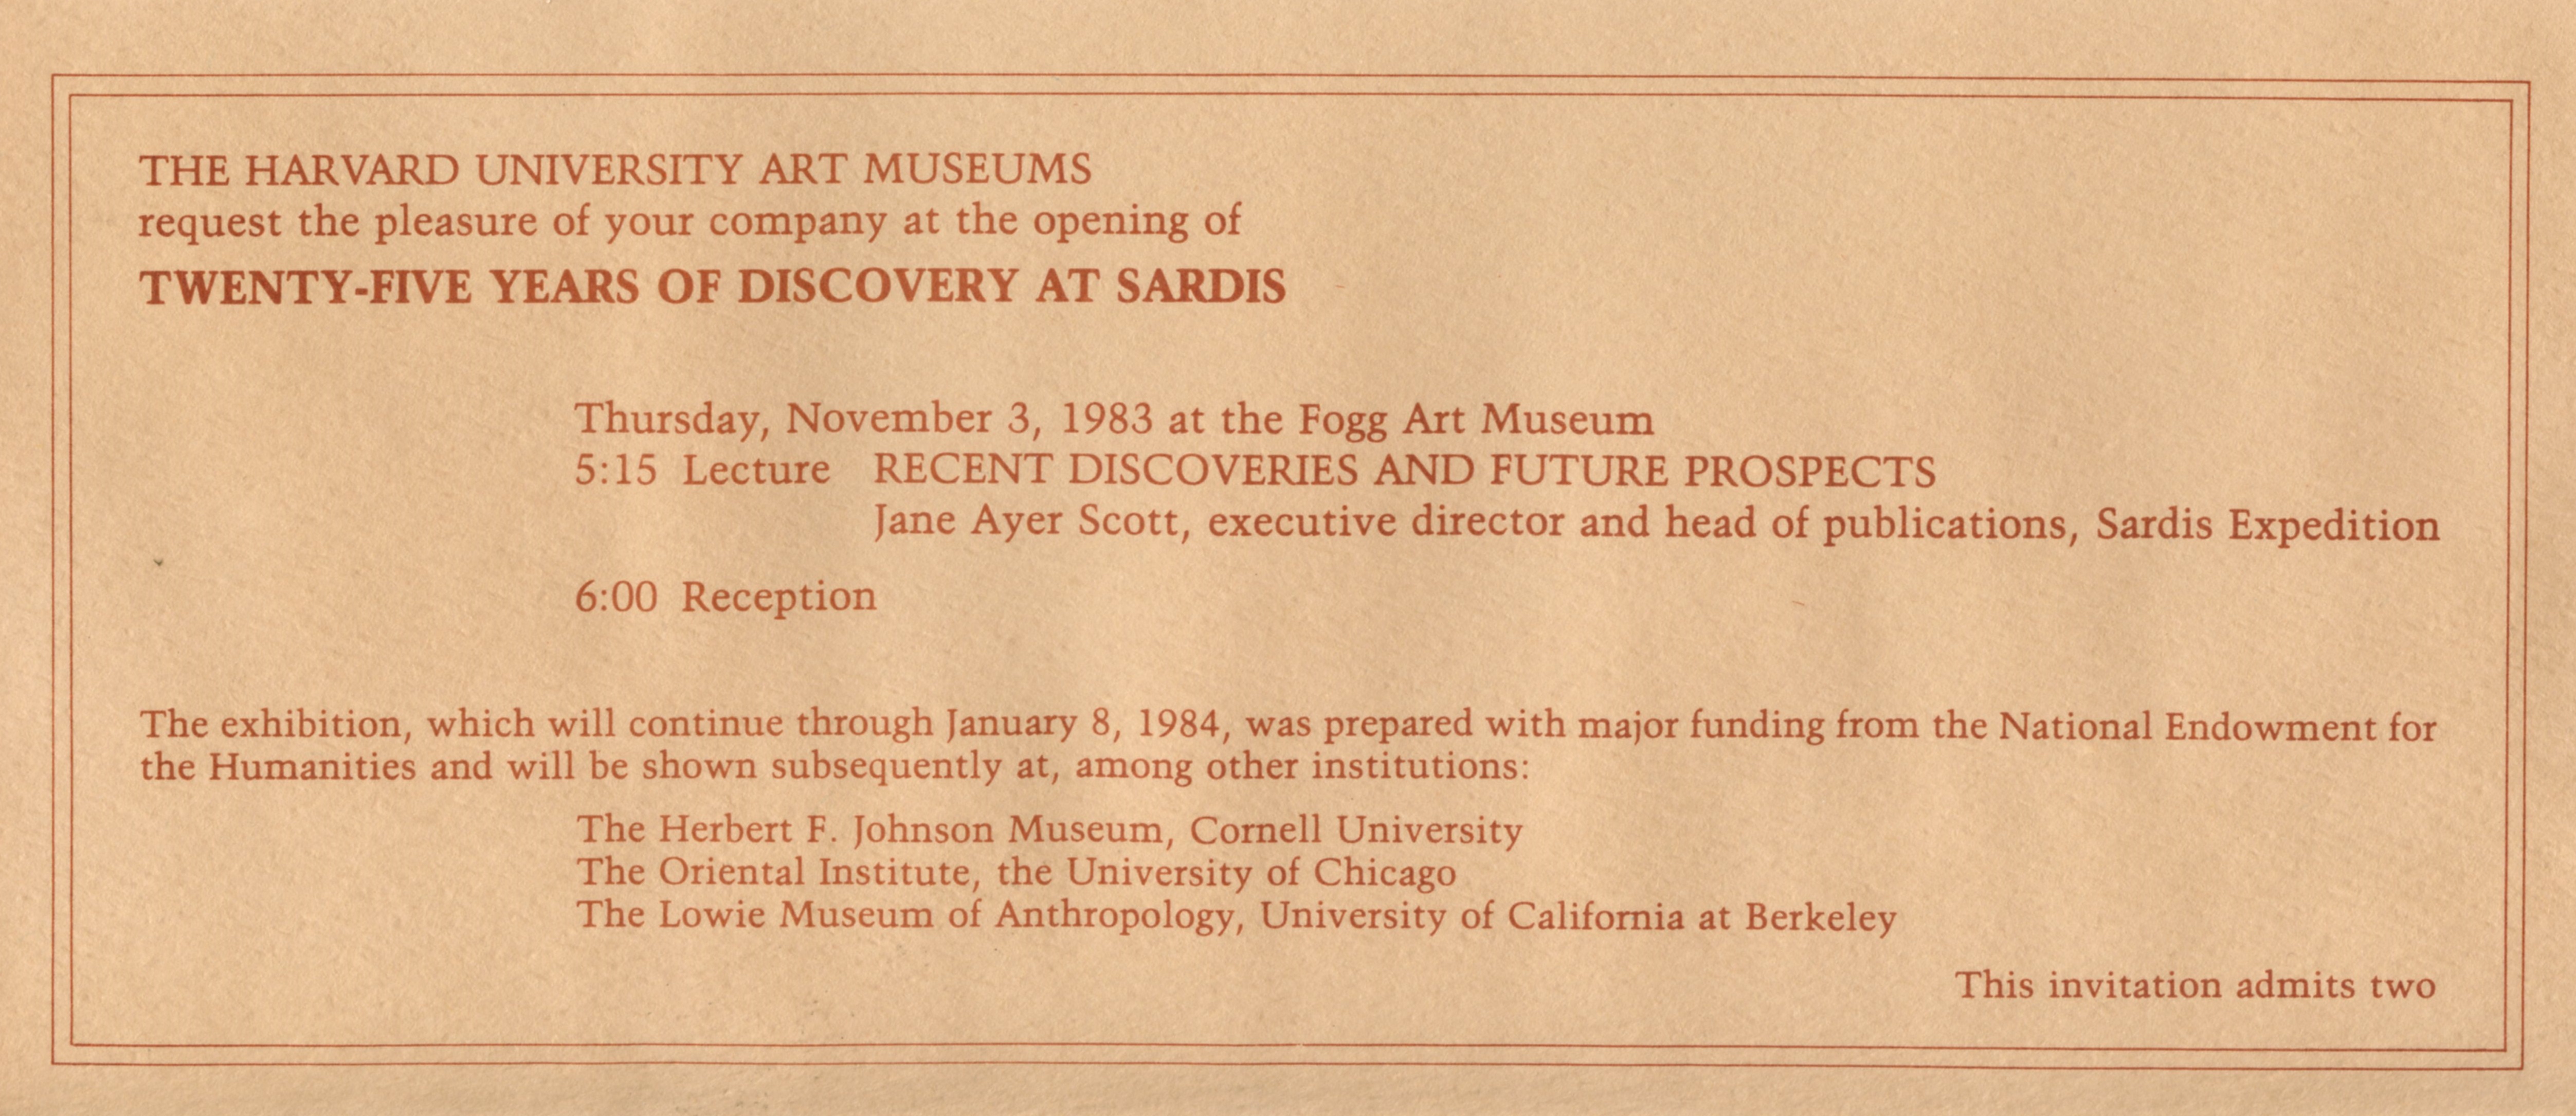 THE HARVARD UNIVERSITY ART MUSEUMS
request the pleasure of your company at the opening of
TWENTY-FIVE YEARS OF DISCOVERY AT SARDIS
Thursday, November 3, 1983 at the Fogg Art Museum
5:15 Lecture RECENT DISCOVERIES AND FUTURE PROSPECTS
Jane Ayer Scott, executive director and head of publications, Sardis Expedition
6:00 Reception
The exhibition, which will continue through January 8, 1984, was prepared with major funding from the National Endowment for
the Humanities and will be shown subsequently at, among other institutions:
The Herbert F. Johnson Museum, Cornell University
The Oriental Institute, the University of Chicago
The Lowie Museum of Anthropology, University of California at Berkeley
This invitation admits two